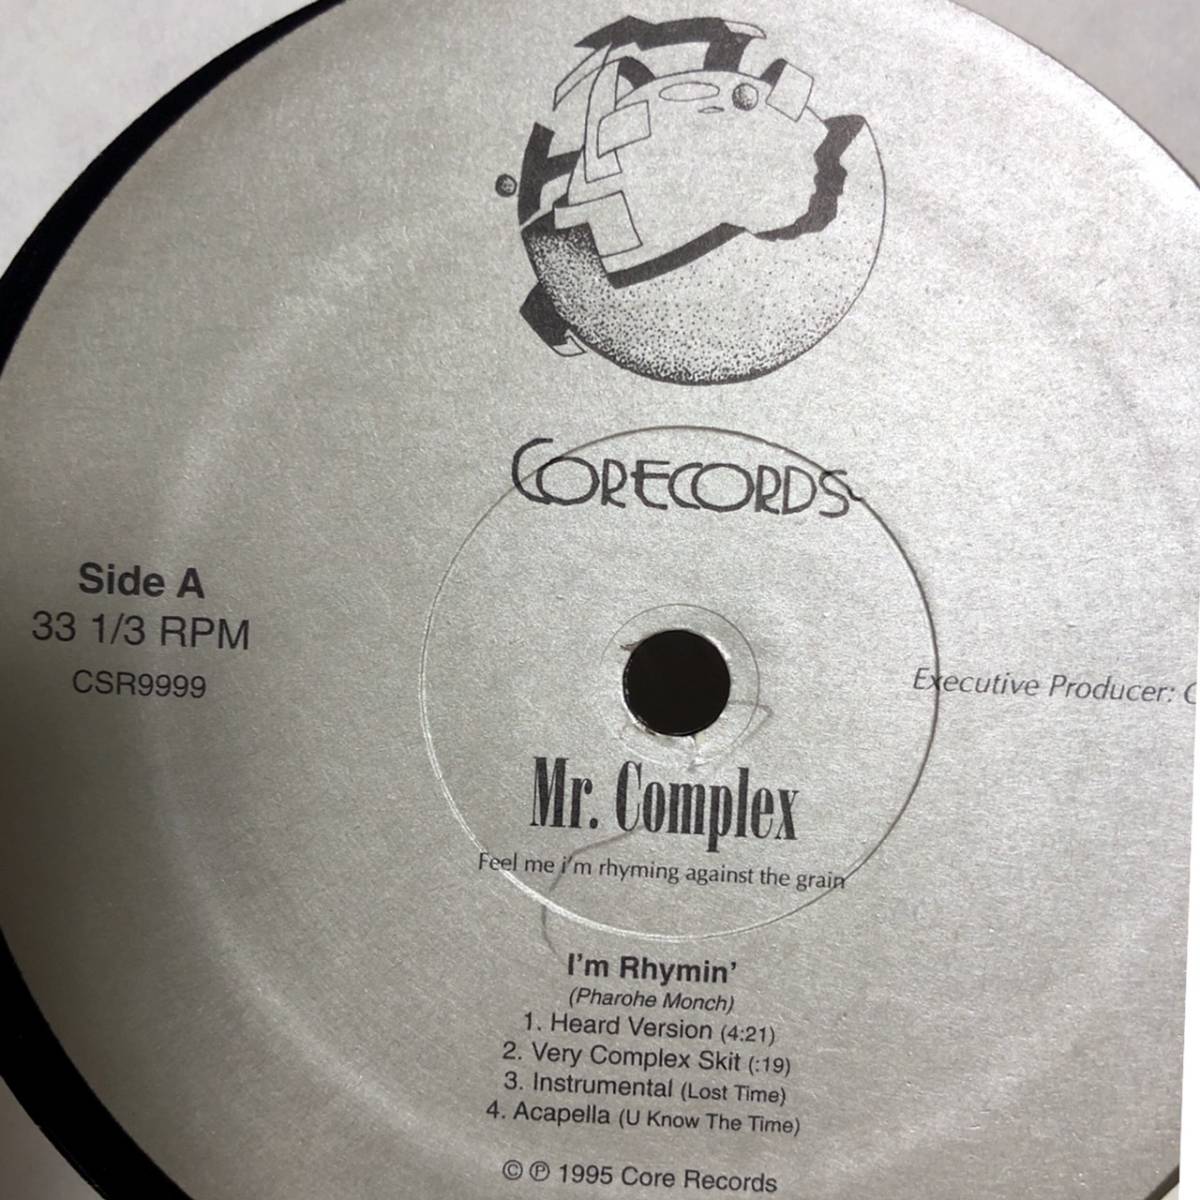 CORECORDS
Side A
33 1/3 RPM
CSR9999
Executive Producer:
Mr. Complex
Feel me i'm rhyming against the grain
I'm Rhymin'
(Pharohe Monch)
1. Heard Version (4:21)
2. Very Complex Skit (:19)
3. Instrumental (Lost Time)
4. Acapella (U Know The Time)
© ℗ 1995 Core Records